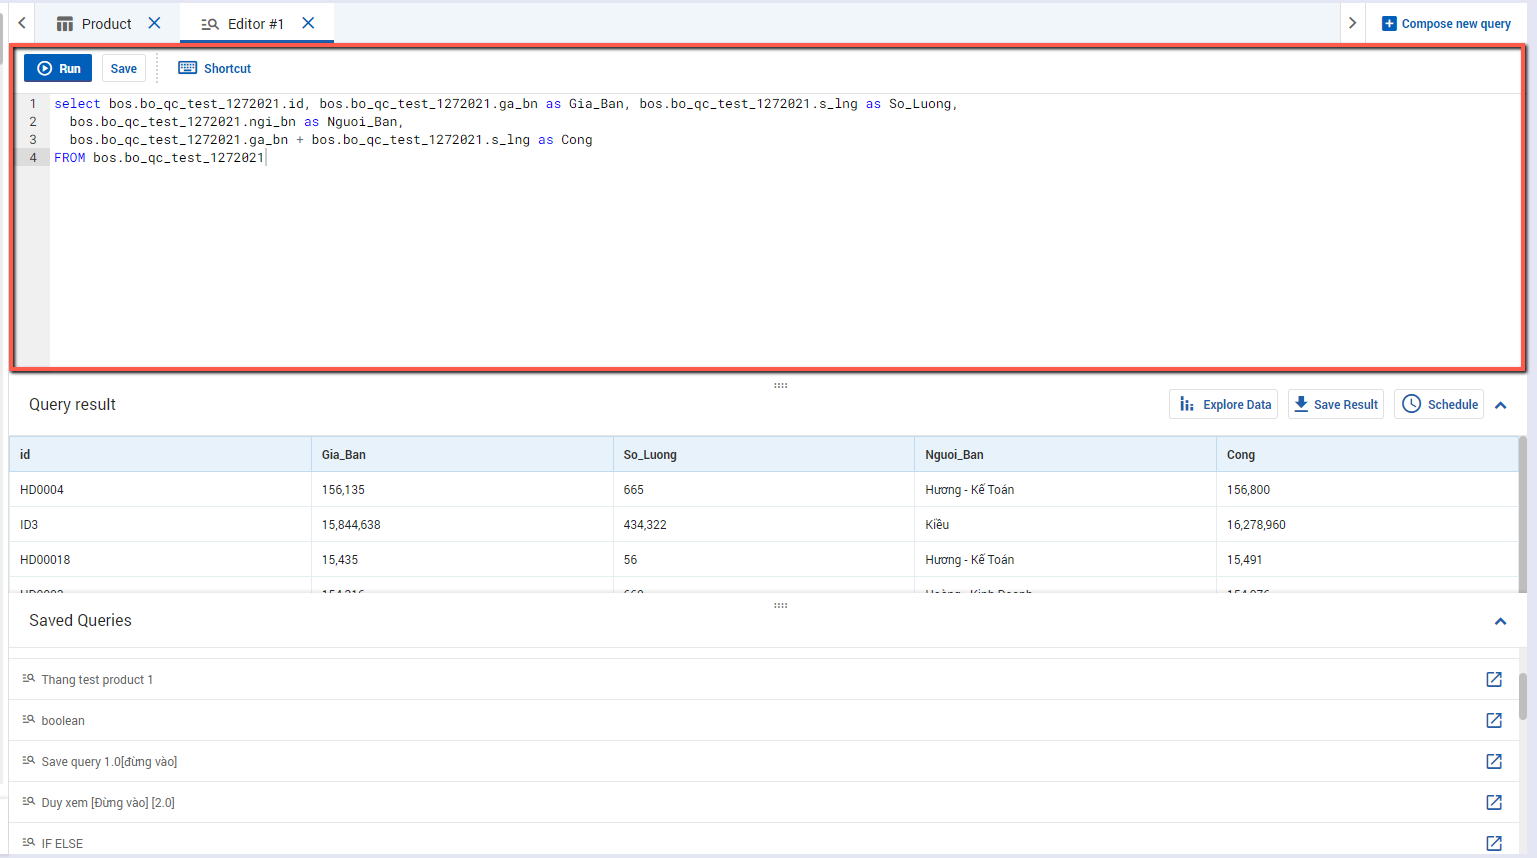 Product
Editor #1
Compose new query
Run
Save
Shortcut
1 select bos.bo_qc_test_1272021.id, bos.bo_qc_test_1272021.ga_bn as Gia_Ban, bos.bo_qc_test_1272021.s_lng as So_Luong,
2 bos.bo_qc_test_1272021.ngi_bn as Nguoi_Ban,
3 bos.bo_qc_test_1272021.ga_bn + bos.bo_qc_test_1272021.s_lng as Cong
4 FROM bos.bo_qc_test_1272021
Query result
Explore Data
Save Result
Schedule
id Gia_Ban So_Luong Nguoi_Ban Cong
HD0004 156,135 665 Hương - Kế Toán 156,800
ID3 15,844,638 434,322 Kiều 16,278,960
HD00018 15,435 56 Hương - Kế Toán 15,491
Saved Queries
Thang test product 1
boolean
Save query 1.0[đừng vào]
Duy xem [Đừng vào] [2.0]
IF ELSE